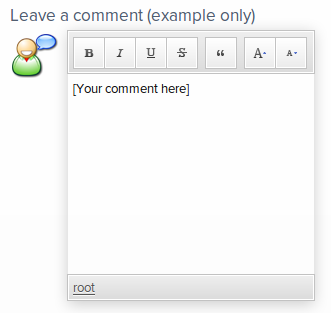 Leave a comment (example only)
B I U S “ A A
[Your comment here]
root